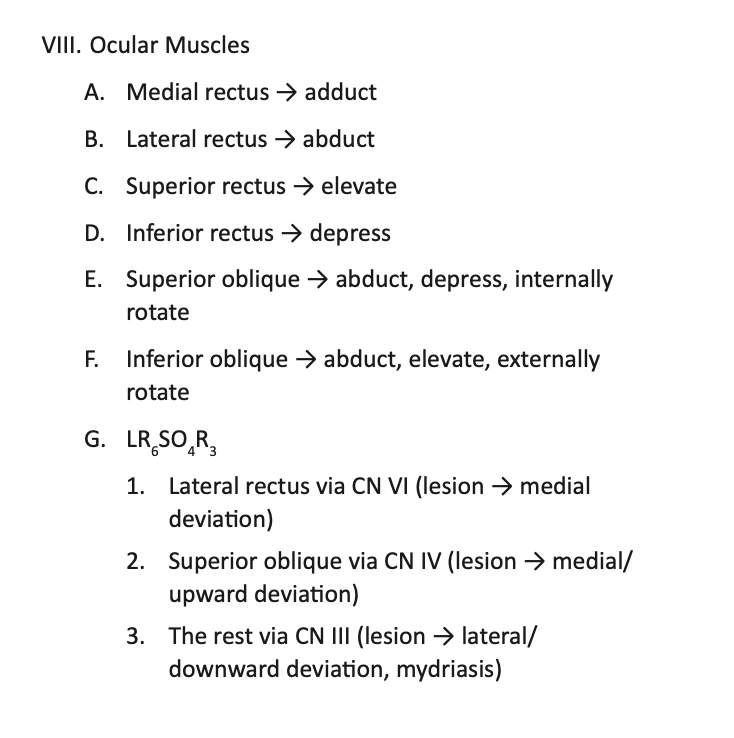 VIII. Ocular Muscles
A. Medial rectus → adduct
B. Lateral rectus → abduct
C. Superior rectus → elevate
D. Inferior rectus → depress
E. Superior oblique → abduct, depress, internally
rotate
F. Inferior oblique → abduct, elevate, externally
rotate
G. LR₆SO₄R₃
1. Lateral rectus via CN VI (lesion → medial
deviation)
2. Superior oblique via CN IV (lesion → medial/
upward deviation)
3. The rest via CN III (lesion → lateral/
downward deviation, mydriasis)